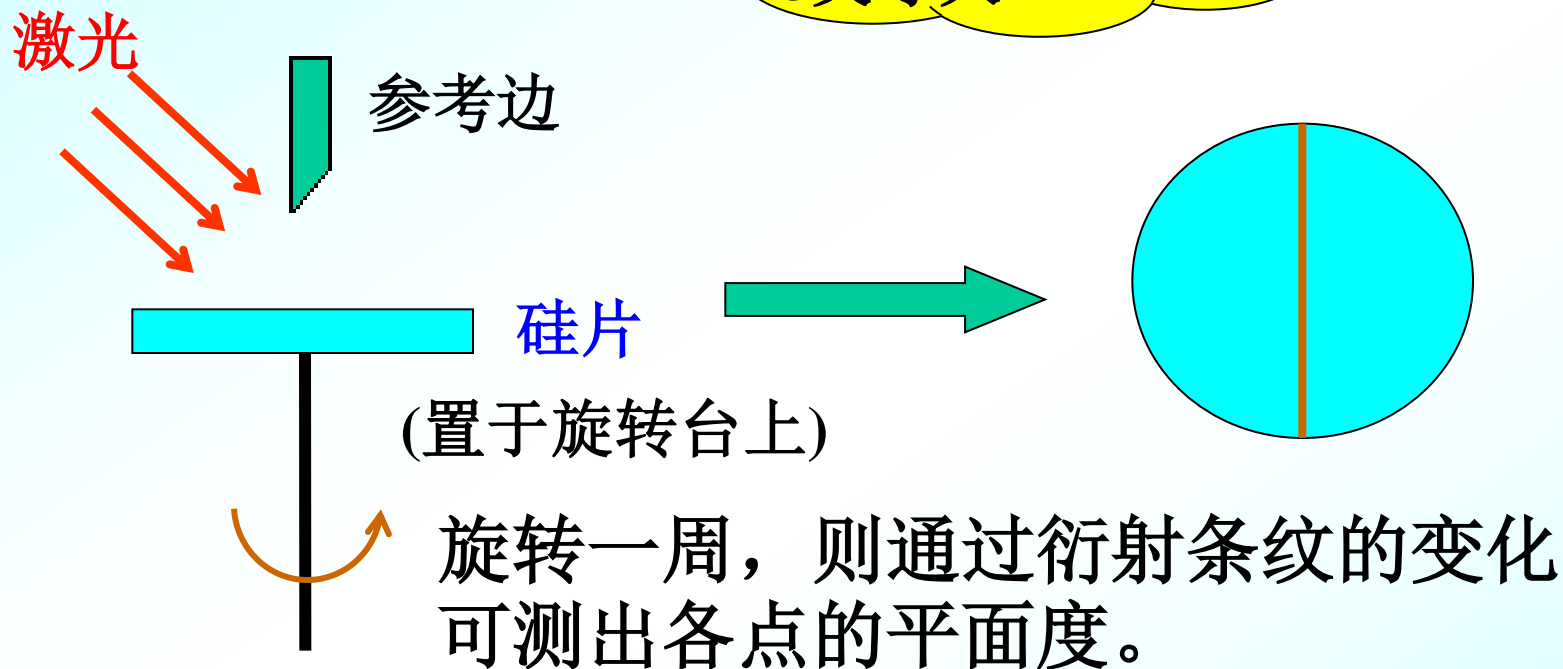 激光
参考边
硅片
(置于旋转台上)
旋转一周，则通过衍射条纹的变化
可测出各点的平面度。